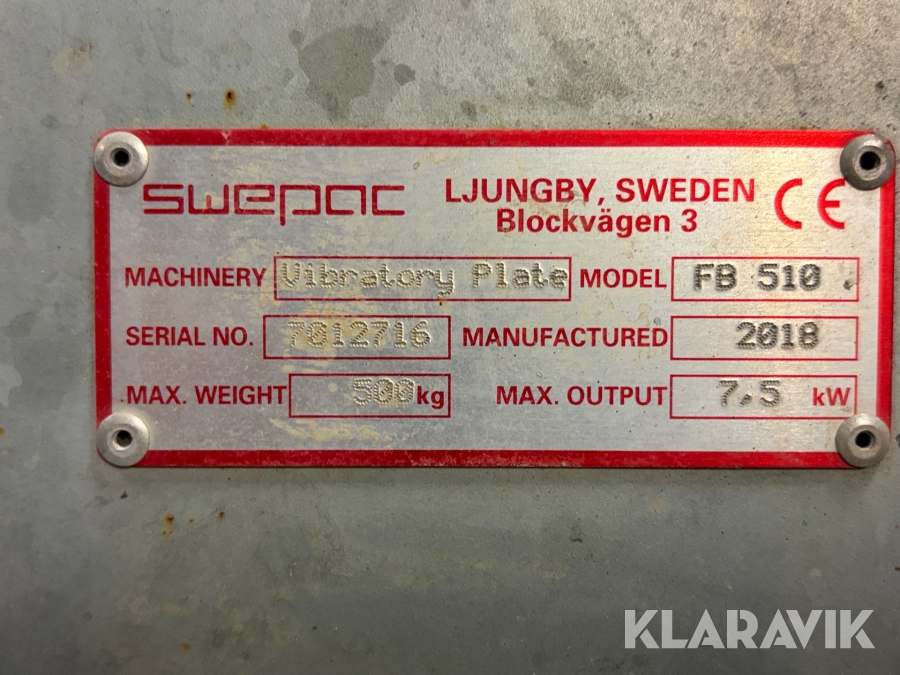 swepac LJUNGBY, SWEDEN CE
Blockvägen 3
MACHINERY Vibratory Plate MODEL FB 510
SERIAL NO. 7012716 MANUFACTURED 2018
MAX. WEIGHT 500 kg MAX. OUTPUT 7,5 kW
KLARAVIK